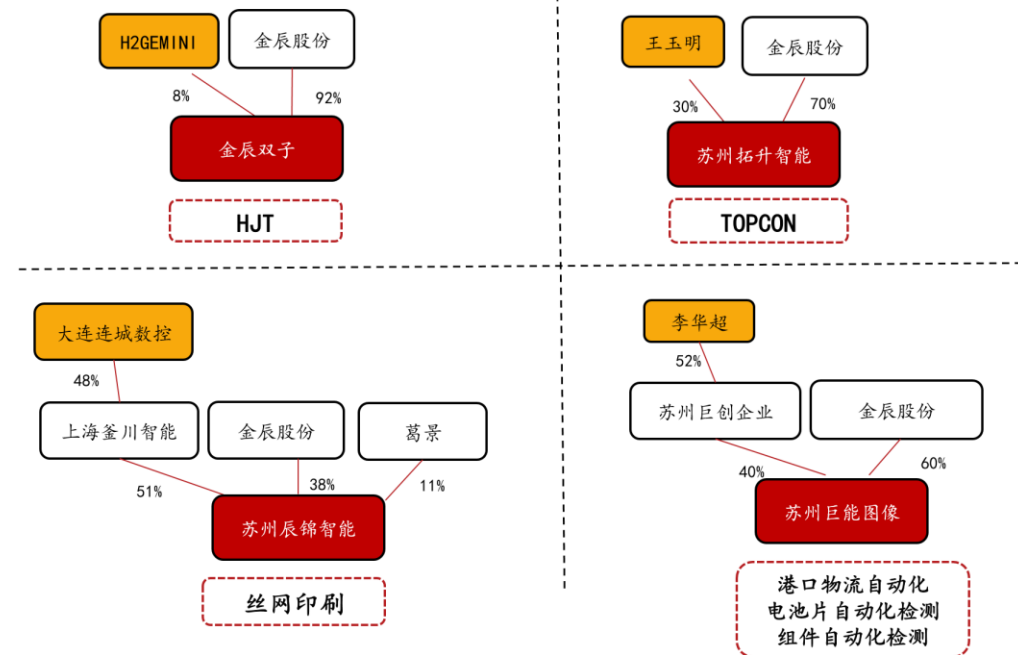 H2GEMINI
金辰股份
8%
92%
金辰双子
HJT
王玉明
金辰股份
30%
70%
苏州拓升智能
TOPCON
大连连城数控
48%
上海釜川智能
金辰股份
葛景
51%
38%
11%
苏州辰锦智能
丝网印刷
李华超
52%
苏州巨创企业
金辰股份
40%
60%
苏州巨能图像
港口物流自动化
电池片自动化检测
组件自动化检测